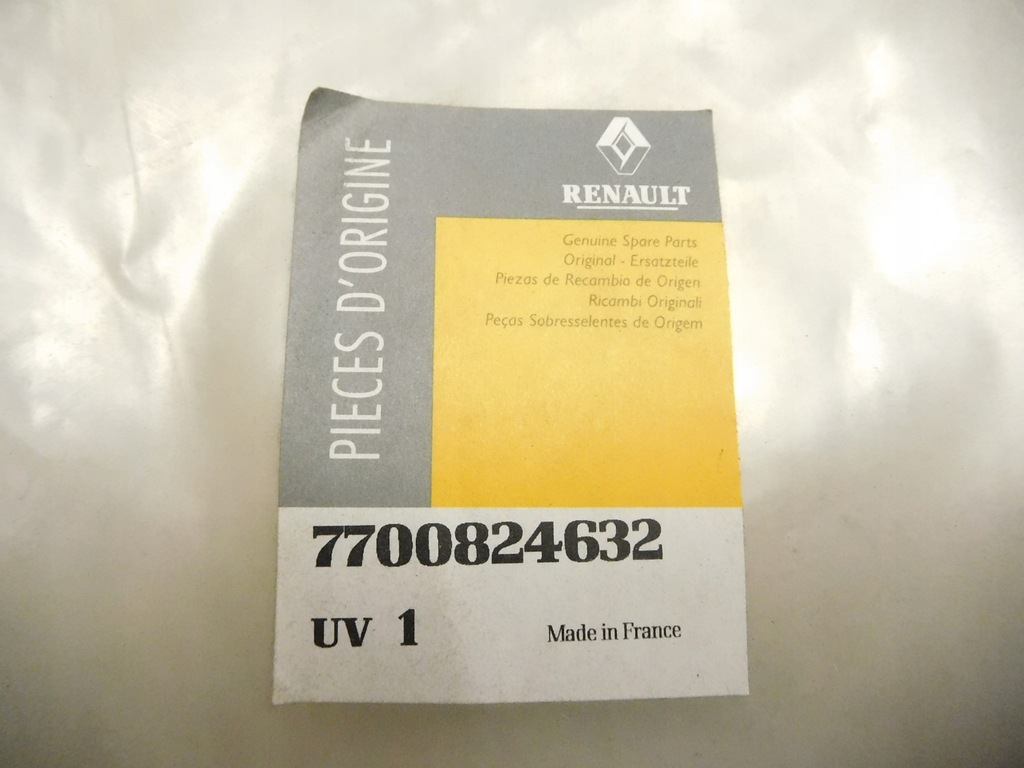 PIECES D'ORIGINE
RENAULT
Genuine Spare Parts
Original - Ersatzteile
Piezas de Recambio de Origen
Ricambi Originali
Peças Sobresselentes de Origem
7700824632
UV 1
Made in France